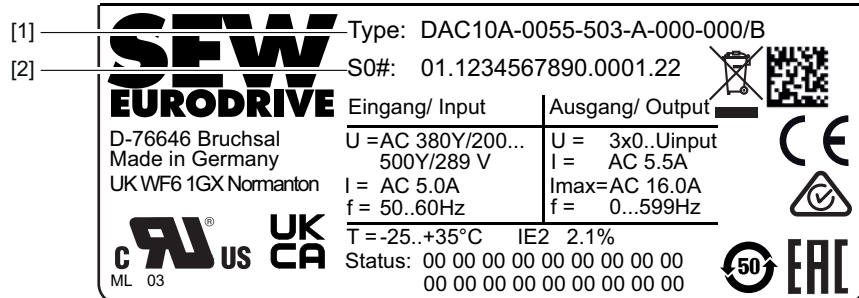 [1]
Type: DAC10A-0055-503-A-000-000/B
[2]
S0#: 01.1234567890.0001.22
SEW
EURODRIVE
D-76646 Bruchsal
Made in Germany
UK WF6 1GX Normanton
Eingang/ Input
U =AC 380Y/200...
500Y/289 V
I = AC 5.0A
f = 50..60Hz
Ausgang/ Output
U = 3x0..Uinput
I = AC 5.5A
Imax=AC 16.0A
f = 0...599Hz
T =-25..+35°C IE2 2.1%
Status: 00 00 00 00 00 00 00 00 00
00 00 00 00 00 00 00 00 00
C RU ® US
ML 03
UK
CA
CE
50
EAC